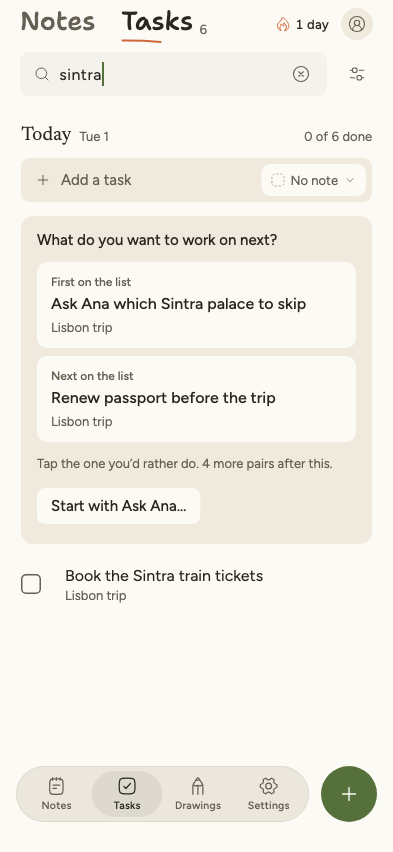 Notes Tasks 6 1 day
sintra
Today Tue 1 0 of 6 done
Add a task No note
What do you want to work on next?
First on the list
Ask Ana which Sintra palace to skip
Lisbon trip
Next on the list
Renew passport before the trip
Lisbon trip
Tap the one you’d rather do. 4 more pairs after this.
Start with Ask Ana...
Book the Sintra train tickets
Lisbon trip
Notes Tasks Drawings Settings